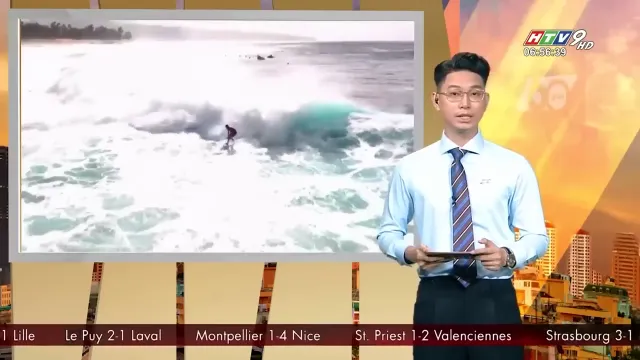 HTV9 HD
06:56:39
1 Lille Le Puy 2-1 Laval Montpellier 1-4 Nice St. Priest 1-2 Valenciennes Strasbourg 3-1